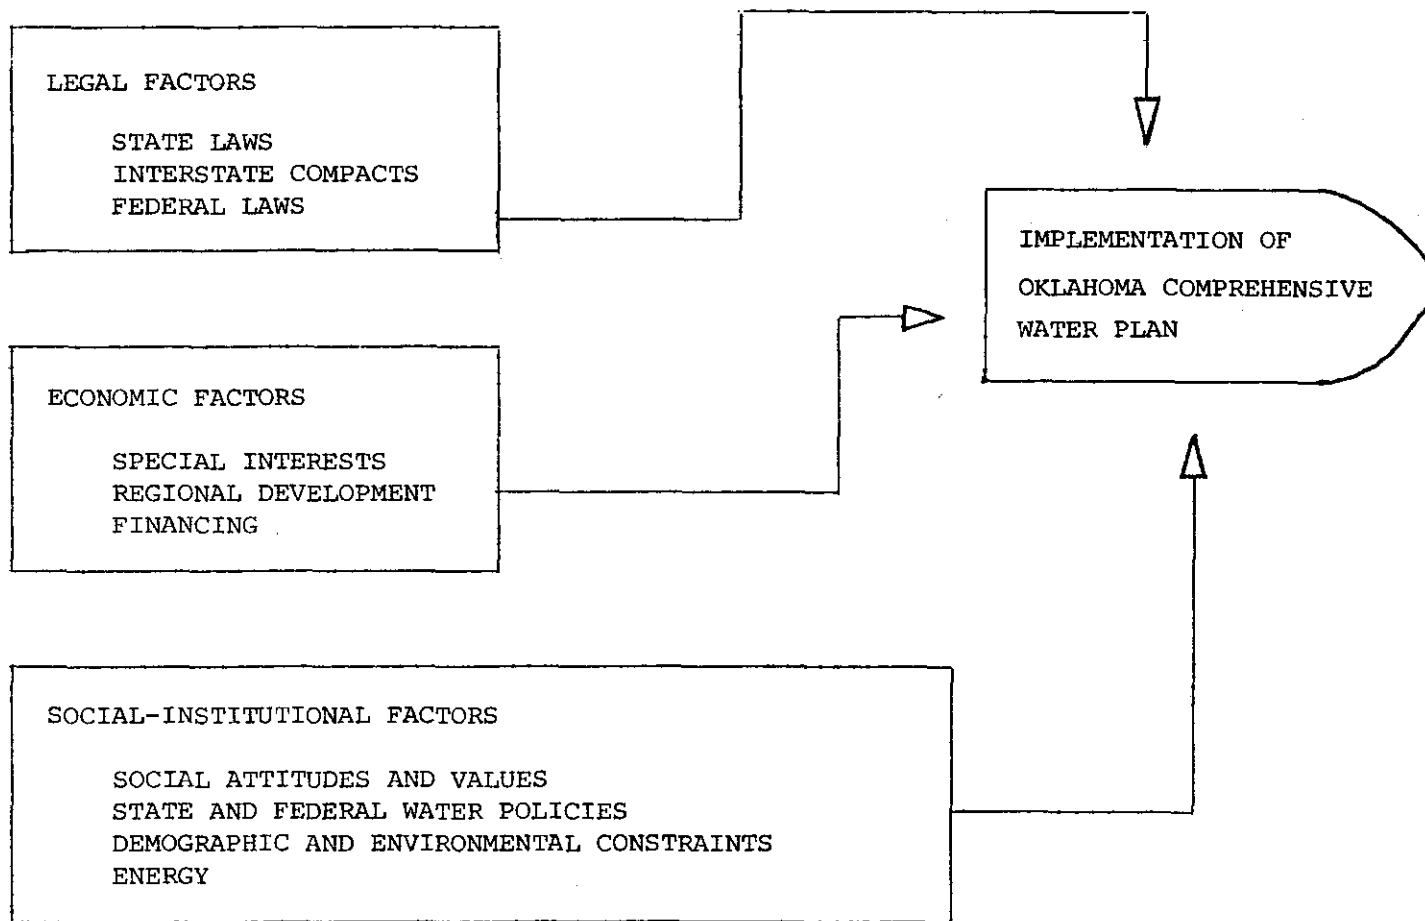 LEGAL FACTORS
STATE LAWS
INTERSTATE COMPACTS
FEDERAL LAWS
IMPLEMENTATION OF
OKLAHOMA COMPREHENSIVE
WATER PLAN
ECONOMIC FACTORS
SPECIAL INTERESTS
REGIONAL DEVELOPMENT
FINANCING
SOCIAL-INSTITUTIONAL FACTORS
SOCIAL ATTITUDES AND VALUES
STATE AND FEDERAL WATER POLICIES
DEMOGRAPHIC AND ENVIRONMENTAL CONSTRAINTS
ENERGY